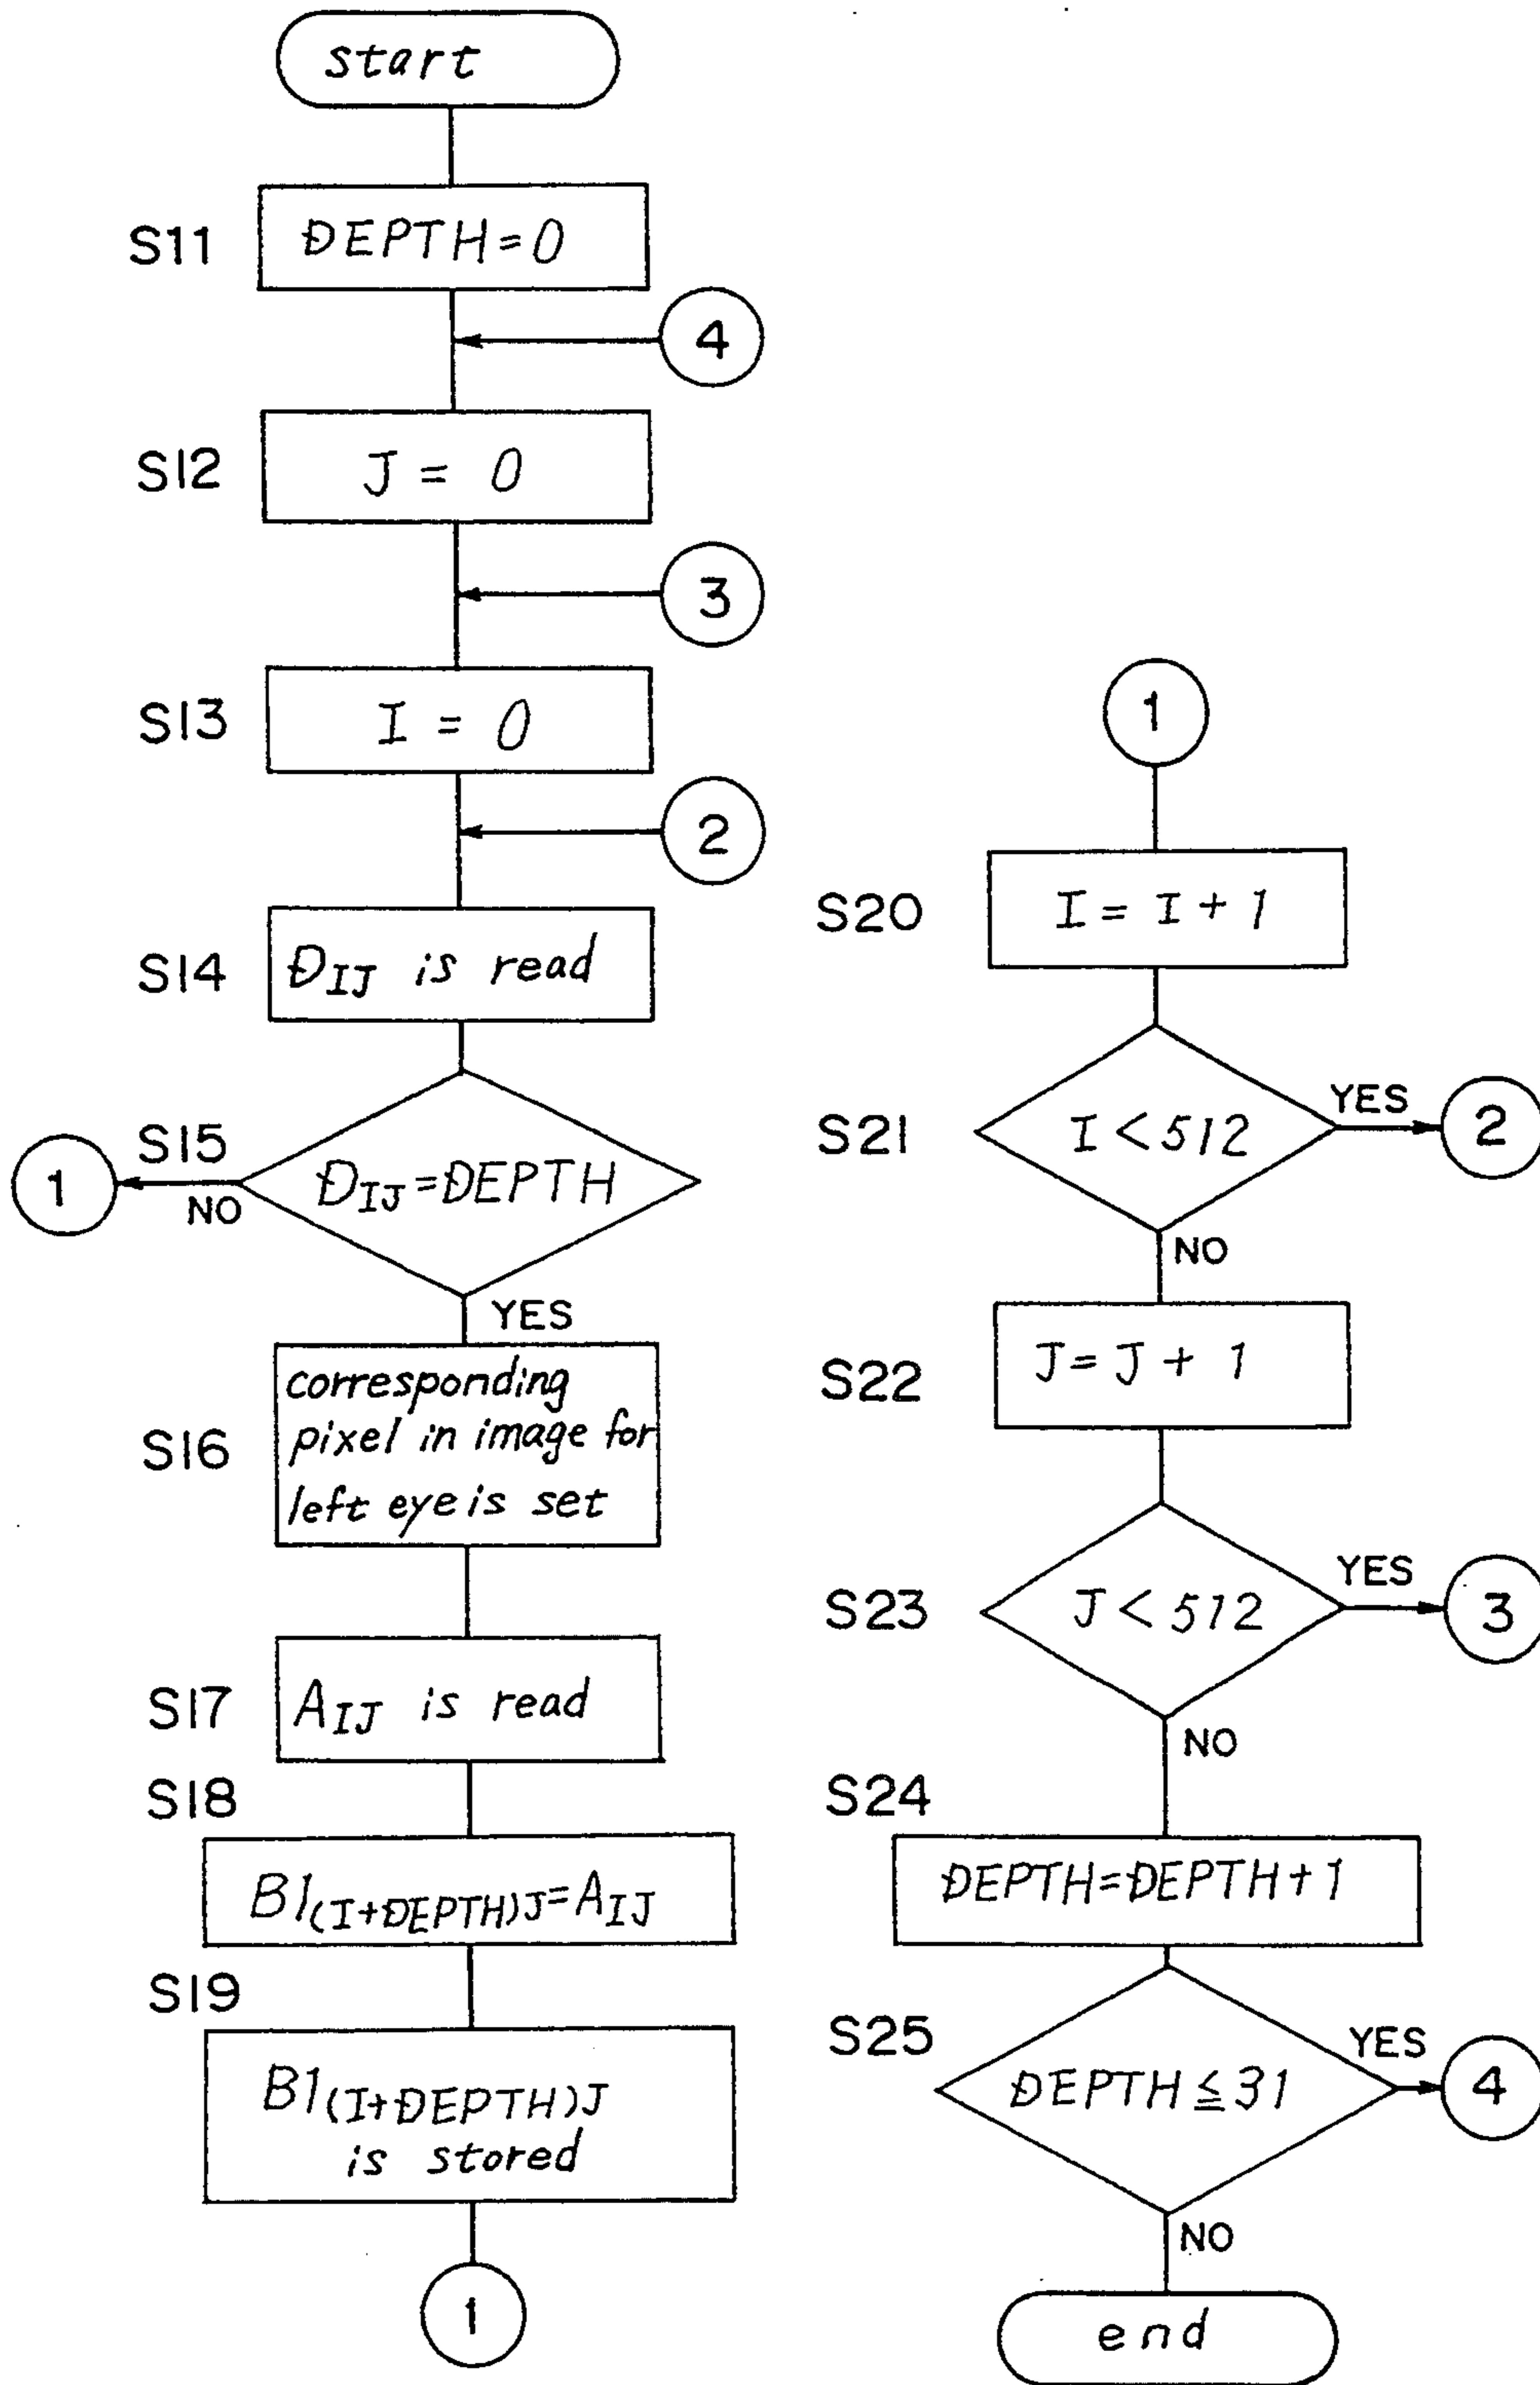 start
S11
DEPTH=0
4
S12
J = 0
3
S13
I = 0
2
S14
DIJ is read
S15
1
NO
DIJ=DEPTH
YES
S16
corresponding
pixel in image for
left eye is set
S17
AIJ is read
S18
B1(I+DEPTH)J=AIJ
S19
B1(I+DEPTH)J
is stored
1
1
S20
I = I + 1
S21
I < 512
YES
2
NO
S22
J = J + 1
S23
J < 512
YES
3
NO
S24
DEPTH=DEPTH+1
S25
DEPTH≦31
YES
4
NO
end